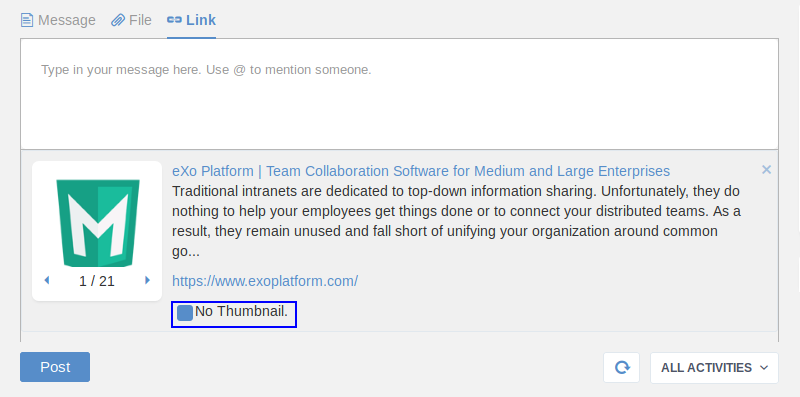 Message File Link
Type in your message here. Use @ to mention someone.
eXo Platform | Team Collaboration Software for Medium and Large Enterprises
Traditional intranets are dedicated to top-down information sharing. Unfortunately, they do
nothing to help your employees get things done or to connect your distributed teams. As a
result, they remain unused and fall short of unifying your organization around common
go...
1 / 21
https://www.exoplatform.com/
No Thumbnail.
Post
ALL ACTIVITIES